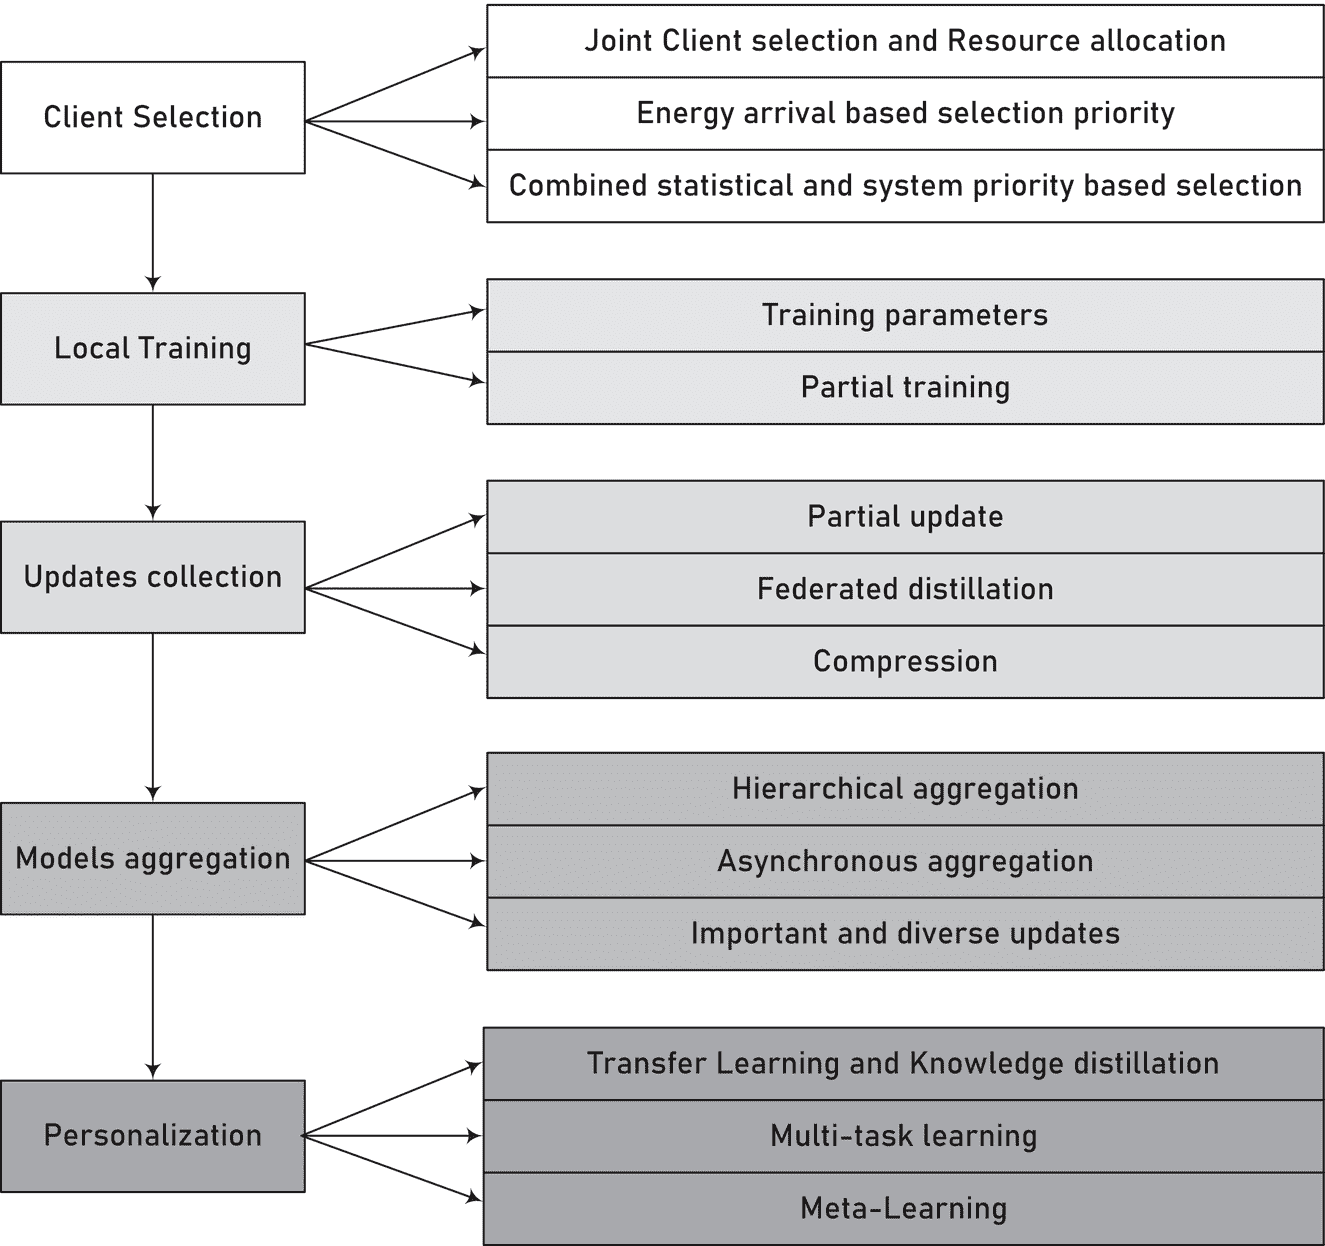 Client Selection
Joint Client selection and Resource allocation
Energy arrival based selection priority
Combined statistical and system priority based selection
Local Training
Training parameters
Partial training
Updates collection
Partial update
Federated distillation
Compression
Models aggregation
Hierarchical aggregation
Asynchronous aggregation
Important and diverse updates
Personalization
Transfer Learning and Knowledge distillation
Multi-task learning
Meta-Learning